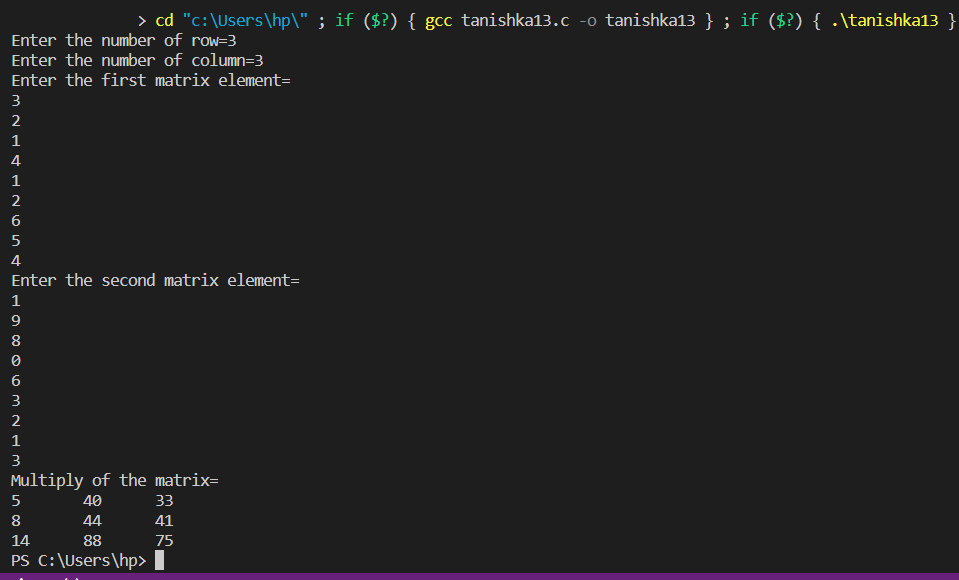 > cd "c:\Users\hp\" ; if ($?) { gcc tanishka13.c -o tanishka13 } ; if ($?) { .\tanishka13 }
Enter the number of row=3
Enter the number of column=3
Enter the first matrix element=
3
2
1
4
1
2
6
5
4
Enter the second matrix element=
1
9
8
0
6
3
2
1
3
Multiply of the matrix=
5 40 33
8 44 41
14 88 75
PS C:\Users\hp>